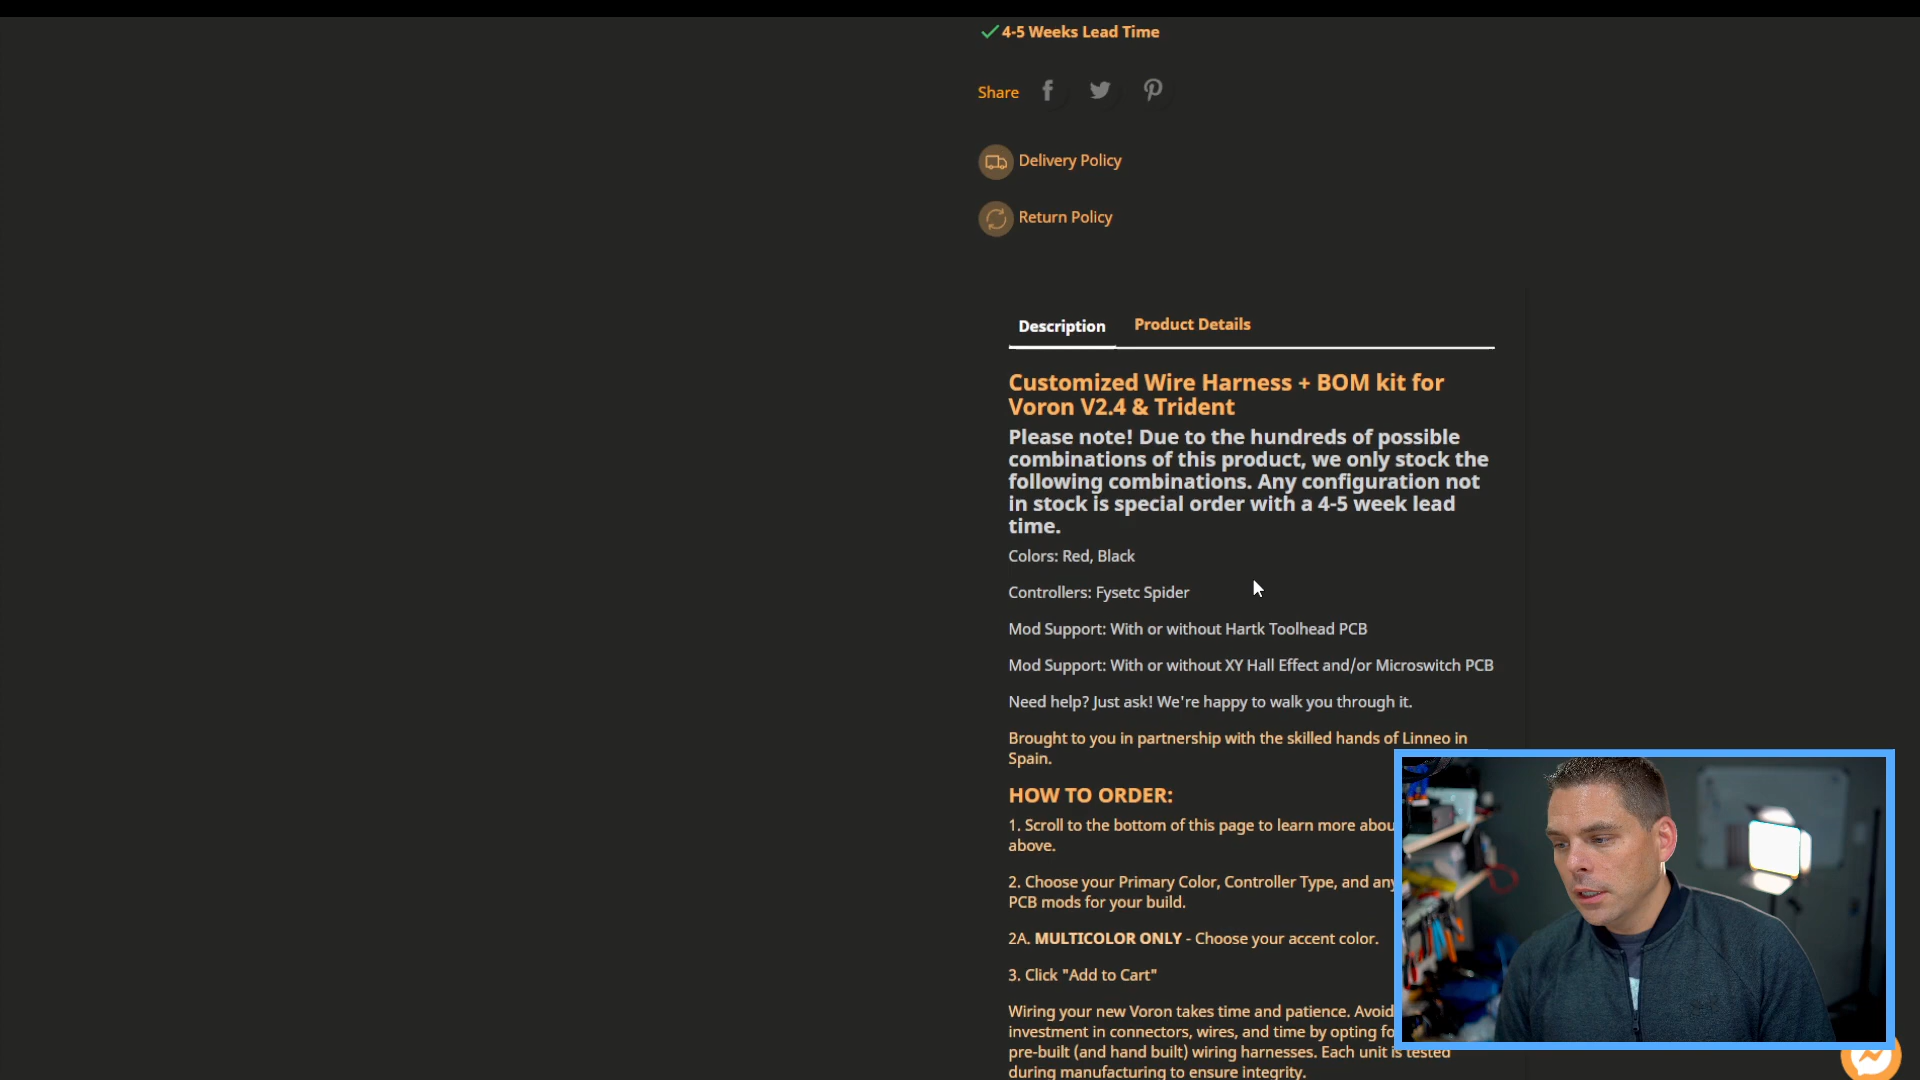 4-5 Weeks Lead Time
Share
Delivery Policy
Return Policy
Description
Product Details
Customized Wire Harness + BOM kit for
Voron V2.4 & Trident
Please note! Due to the hundreds of possible
combinations of this product, we only stock the
following combinations. Any configuration not
in stock is special order with a 4-5 week lead
time.
Colors: Red, Black
Controllers: Fysetc Spider
Mod Support: With or without Hartk Toolhead PCB
Mod Support: With or without XY Hall Effect and/or Microswitch PCB
Need help? Just ask! We're happy to walk you through it.
Brought to you in partnership with the skilled hands of Linneo in
Spain.
HOW TO ORDER:
1. Scroll to the bottom of this page to learn more abou
above.
2. Choose your Primary Color, Controller Type, and any
PCB mods for your build.
2A. MULTICOLOR ONLY - Choose your accent color.
3. Click "Add to Cart"
Wiring your new Voron takes time and patience. Avoid
investment in connectors, wires, and time by opting fo
pre-built (and hand built) wiring harnesses. Each unit is tested
during manufacturing to ensure integrity.